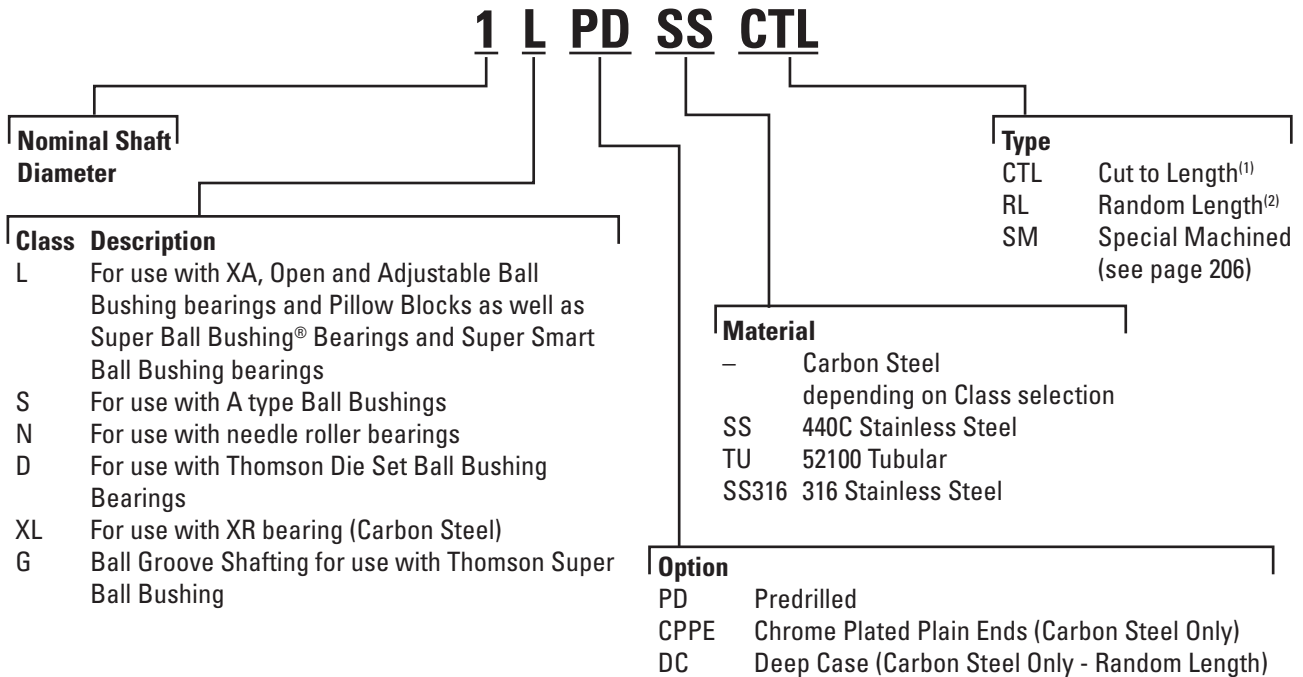 1 L PD SS CTL
Nominal Shaft
Diameter
Class Description
L For use with XA, Open and Adjustable Ball
Bushing bearings and Pillow Blocks as well as
Super Ball Bushing® Bearings and Super Smart
Ball Bushing bearings
S For use with A type Ball Bushings
N For use with needle roller bearings
D For use with Thomson Die Set Ball Bushing
Bearings
XL For use with XR bearing (Carbon Steel)
G Ball Groove Shafting for use with Thomson Super
Ball Bushing
Type
CTL Cut to Length(1)
RL Random Length(2)
SM Special Machined
(see page 206)
Material
– Carbon Steel
depending on Class selection
SS 440C Stainless Steel
TU 52100 Tubular
SS316 316 Stainless Steel
Option
PD Predrilled
CPPE Chrome Plated Plain Ends (Carbon Steel Only)
DC Deep Case (Carbon Steel Only - Random Length)